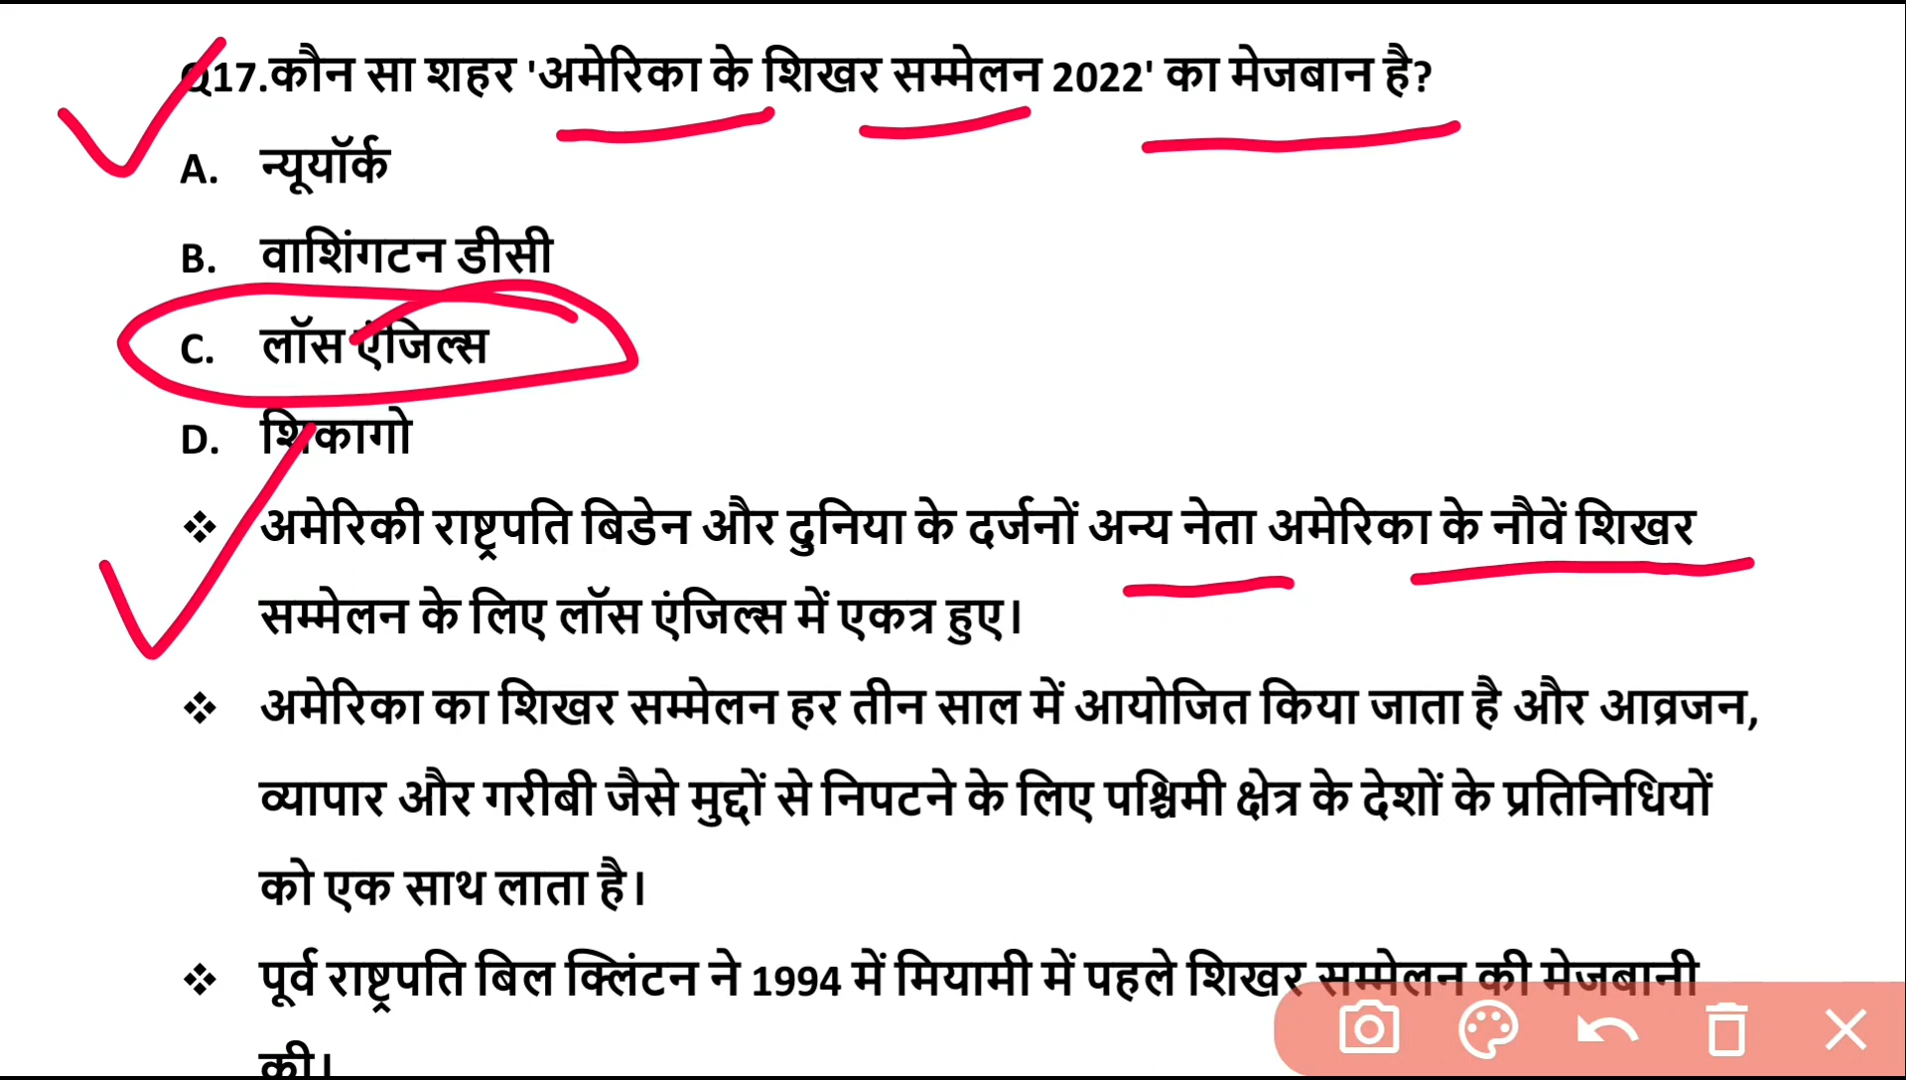 Q17.कौन सा शहर 'अमेरिका के शिखर सम्मेलन 2022' का मेजबान है?
A. न्यूयॉर्क
B. वाशिंगटन डीसी
C. लॉस एंजिल्स
D. शिकागो
❖ अमेरिकी राष्ट्रपति बिडेन और दुनिया के दर्जनों अन्य नेता अमेरिका के नौवें शिखर
सम्मेलन के लिए लॉस एंजिल्स में एकत्र हुए।
❖ अमेरिका का शिखर सम्मेलन हर तीन साल में आयोजित किया जाता है और आव्रजन,
व्यापार और गरीबी जैसे मुद्दों से निपटने के लिए पश्चिमी क्षेत्र के देशों के प्रतिनिधियों
को एक साथ लाता है।
❖ पूर्व राष्ट्रपति बिल क्लिंटन ने 1994 में मियामी में पहले शिखर सम्मेलन की मेजबानी
की।